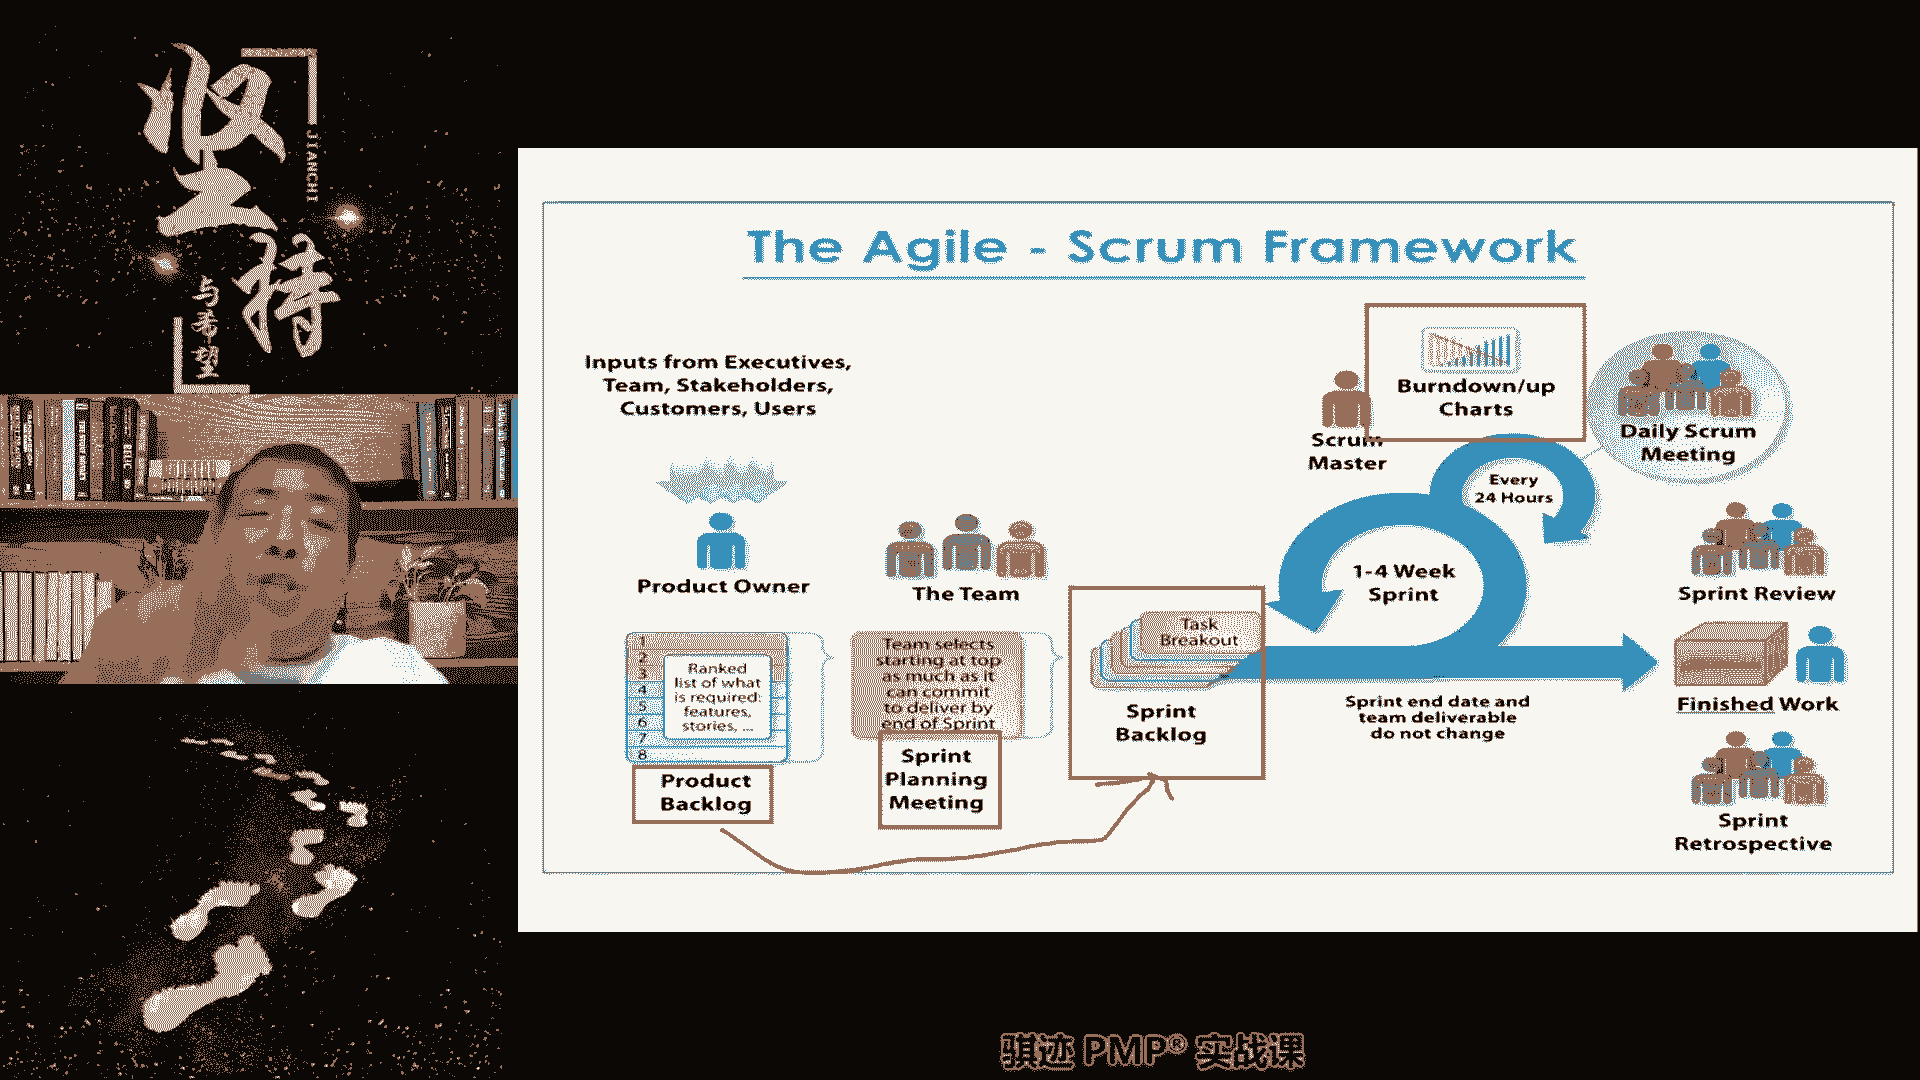 坚持
JIANCHI
与希望
The Agile - Scrum Framework
Inputs from Executives,
Team, Stakeholders,
Customers, Users
Product Owner
The Team
1
2
3
4
5
6
7
8
Ranked
list of what
is required:
features,
stories, ...
Product
Backlog
Team selects
starting at top
as much as it
can commit
to deliver by
end of Sprint
Sprint
Planning
Meeting
Task
Breakout
Sprint
Backlog
Scrum
Master
Burndown/up
Charts
Every
24 Hours
1-4 Week
Sprint
Sprint end date and
team deliverable
do not change
Daily Scrum
Meeting
Sprint Review
Finished Work
Sprint
Retrospective
骐迹 PMP® 实战课